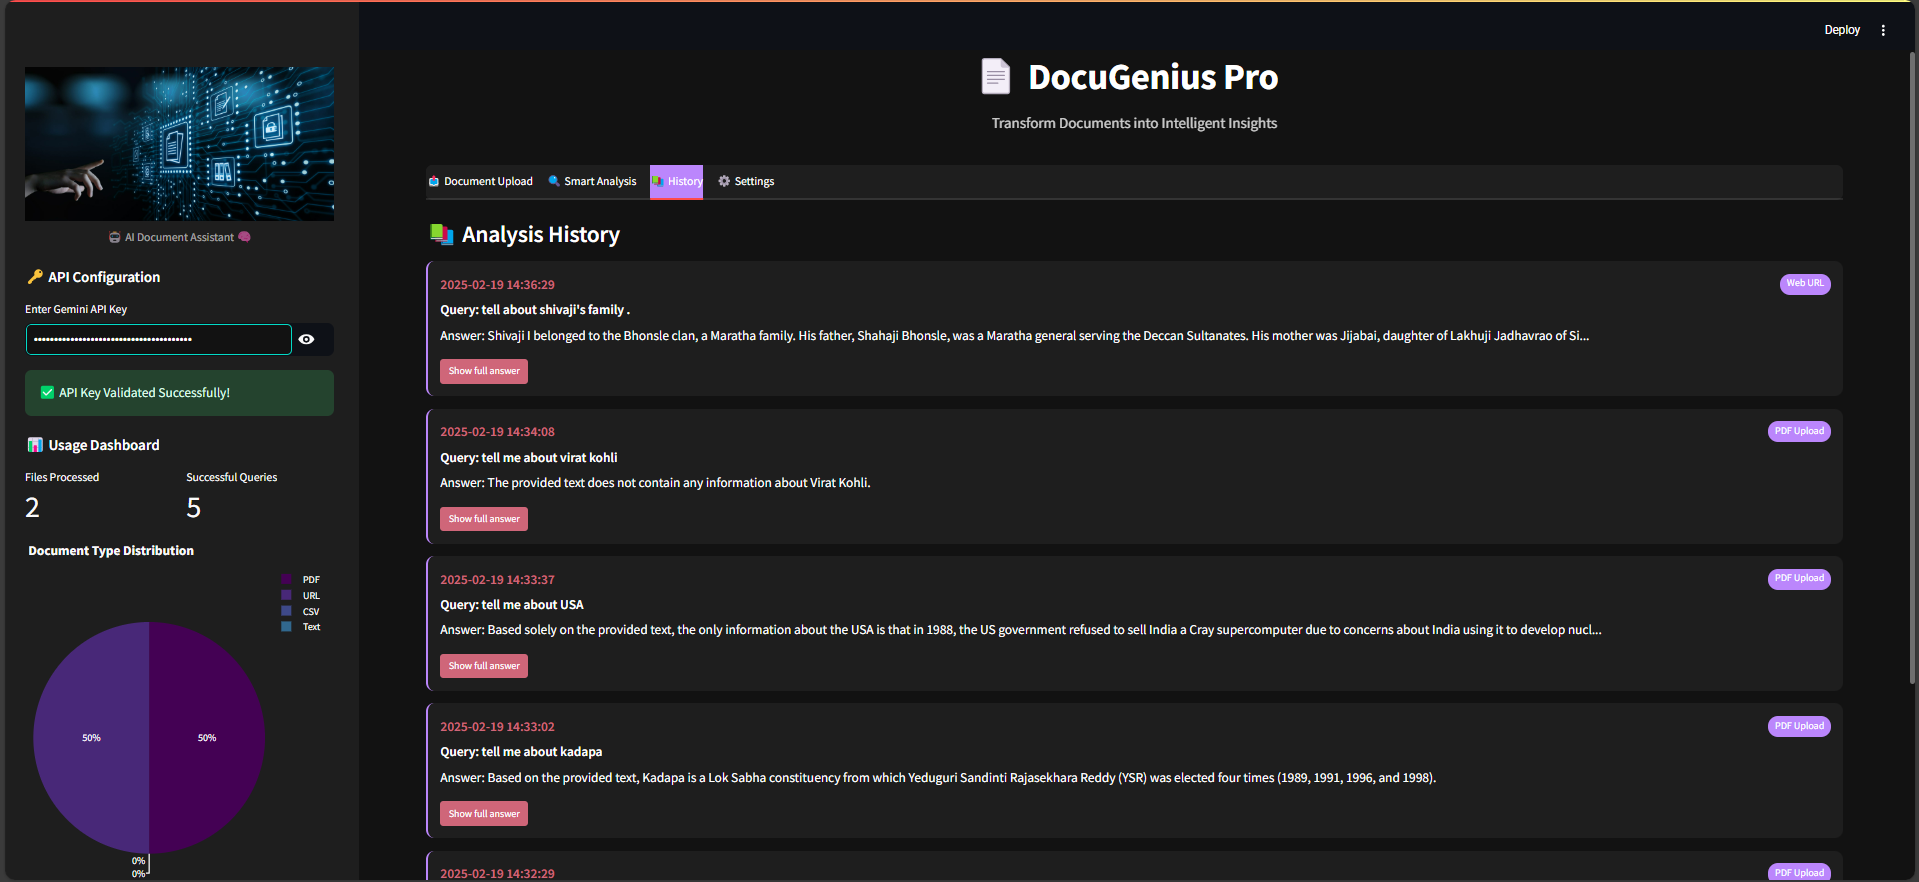 Deploy
DocuGenius Pro
Transform Documents into Intelligent Insights
AI Document Assistant
API Configuration
Enter Gemini API Key
API Key Validated Successfully!
Usage Dashboard
Files Processed
Successful Queries
2
5
Document Type Distribution
PDF
URL
CSV
Text
50%
50%
0%
0%
Document Upload
Smart Analysis
History
Settings
Analysis History
2025-02-19 14:36:29
Web URL
Query: tell about shivaji's family .
Answer: Shivaji I belonged to the Bhonsle clan, a Maratha family. His father, Shahaji Bhonsle, was a Maratha general serving the Deccan Sultanates. His mother was Jijabai, daughter of Lakhuji Jadhavrao of Si...
Show full answer
2025-02-19 14:34:08
PDF Upload
Query: tell me about virat kohli
Answer: The provided text does not contain any information about Virat Kohli.
Show full answer
2025-02-19 14:33:37
PDF Upload
Query: tell me about USA
Answer: Based solely on the provided text, the only information about the USA is that in 1988, the US government refused to sell India a Cray supercomputer due to concerns about India using it to develop nucl...
Show full answer
2025-02-19 14:33:02
PDF Upload
Query: tell me about kadapa
Answer: Based on the provided text, Kadapa is a Lok Sabha constituency from which Yeduguri Sandinti Rajasekhara Reddy (YSR) was elected four times (1989, 1991, 1996, and 1998).
Show full answer
2025-02-19 14:32:29
PDF Upload